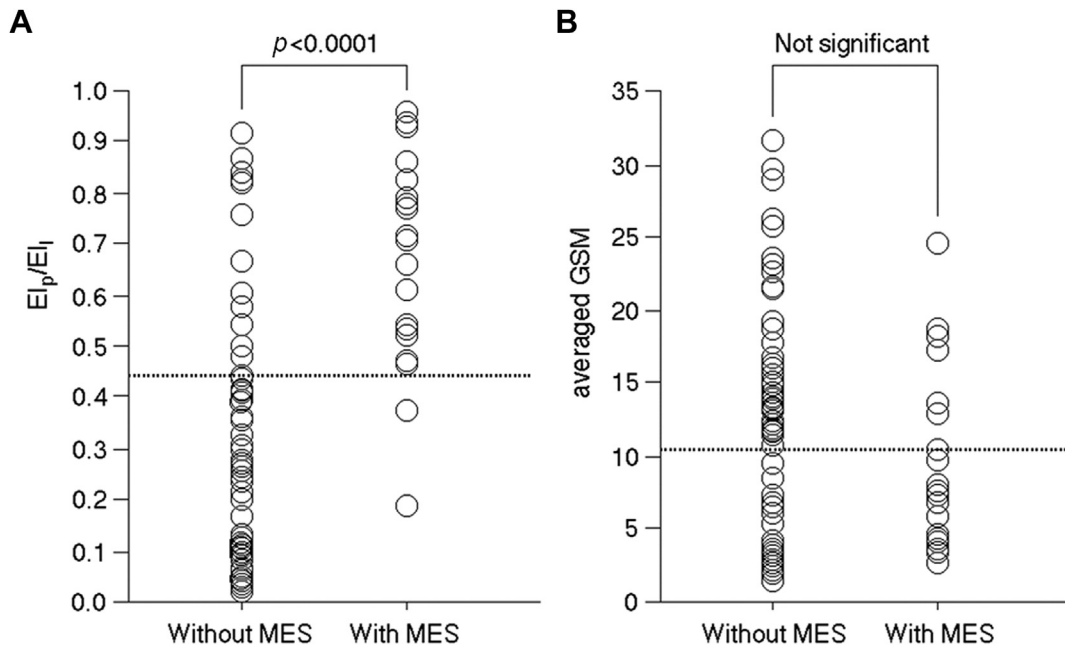 A
p<0.0001
1.0
0.9
0.8
0.7
0.6
0.5
0.4
0.3
0.2
0.1
0.0
EIp/EIl
Without MES
With MES
B
Not significant
35
30
25
20
15
10
5
0
averaged GSM
Without MES
With MES